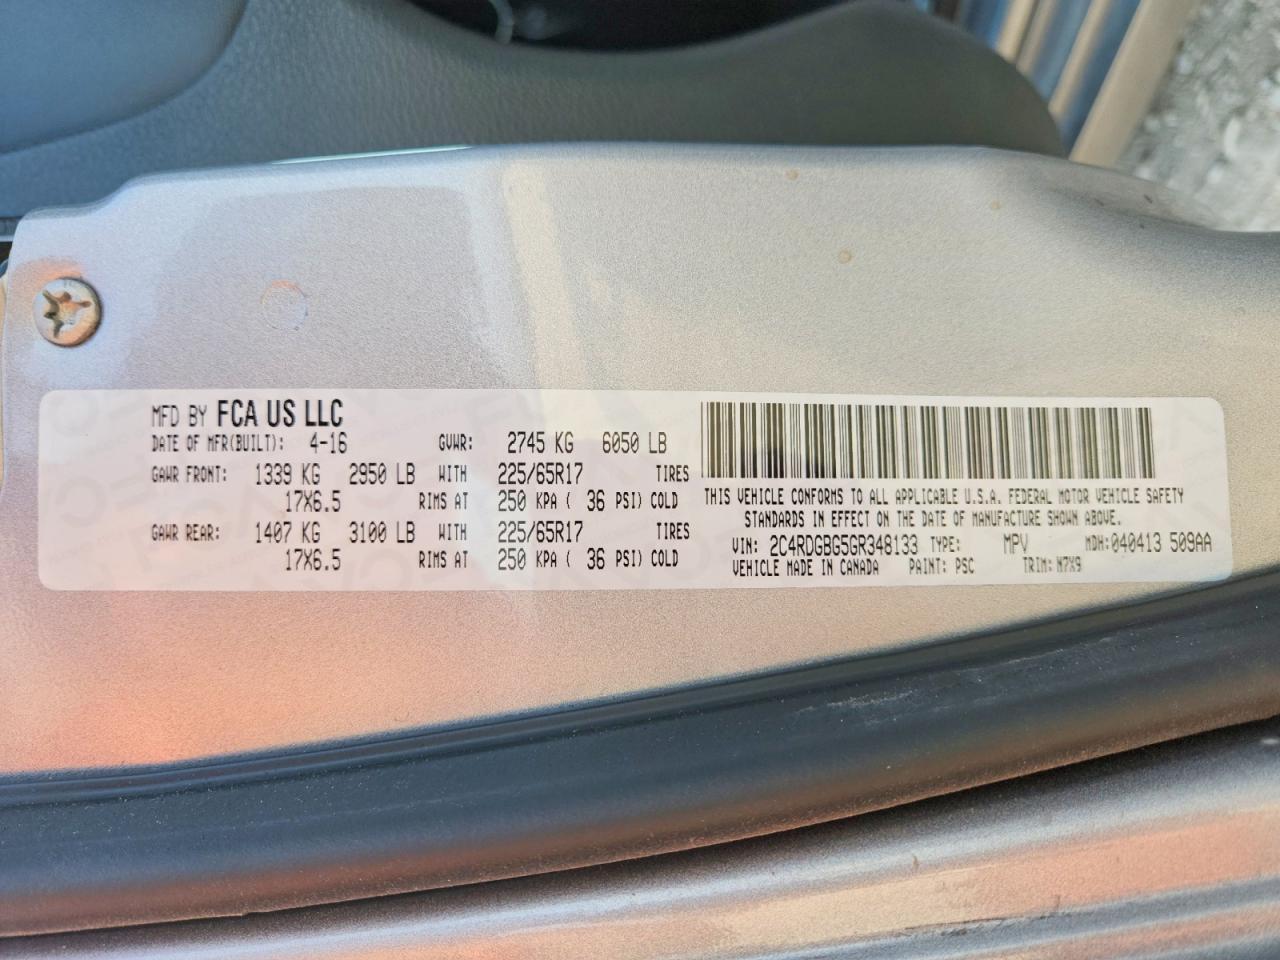 MFD BY FCA US LLC
DATE OF MFR(BUILT): 4-16 GVWR: 2745 KG 6050 LB
GAWR FRONT: 1339 KG 2950 LB WITH 225/65R17 TIRES
17X6.5 RIMS AT 250 KPA ( 36 PSI) COLD
GAWR REAR: 1407 KG 3100 LB WITH 225/65R17 TIRES
17X6.5 RIMS AT 250 KPA ( 36 PSI) COLD
THIS VEHICLE CONFORMS TO ALL APPLICABLE U.S.A. FEDERAL MOTOR VEHICLE SAFETY
STANDARDS IN EFFECT ON THE DATE OF MANUFACTURE SHOWN ABOVE.
VIN: 2C4RDGBG5GR348133 TYPE: MPV MDH: 040413 509AA
VEHICLE MADE IN CANADA PAINT: PSC TRIM: M7X9